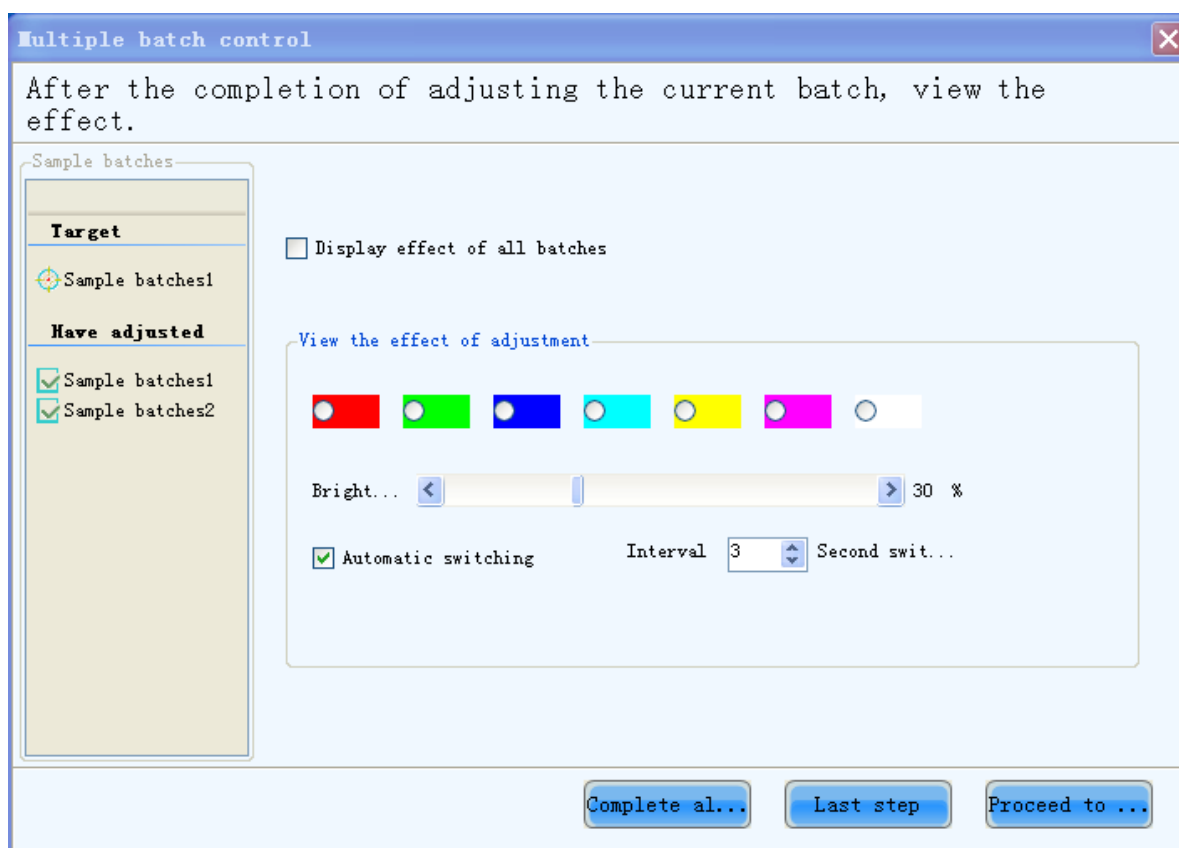 Multiple batch control
After the completion of adjusting the current batch, view the
effect.
Sample batches
Target
Sample batches1
Have adjusted
Sample batches1
Sample batches2
Display effect of all batches
View the effect of adjustment
Bright... 30 %
Automatic switching Interval 3 Second swit...
Complete al... Last step Proceed to ...